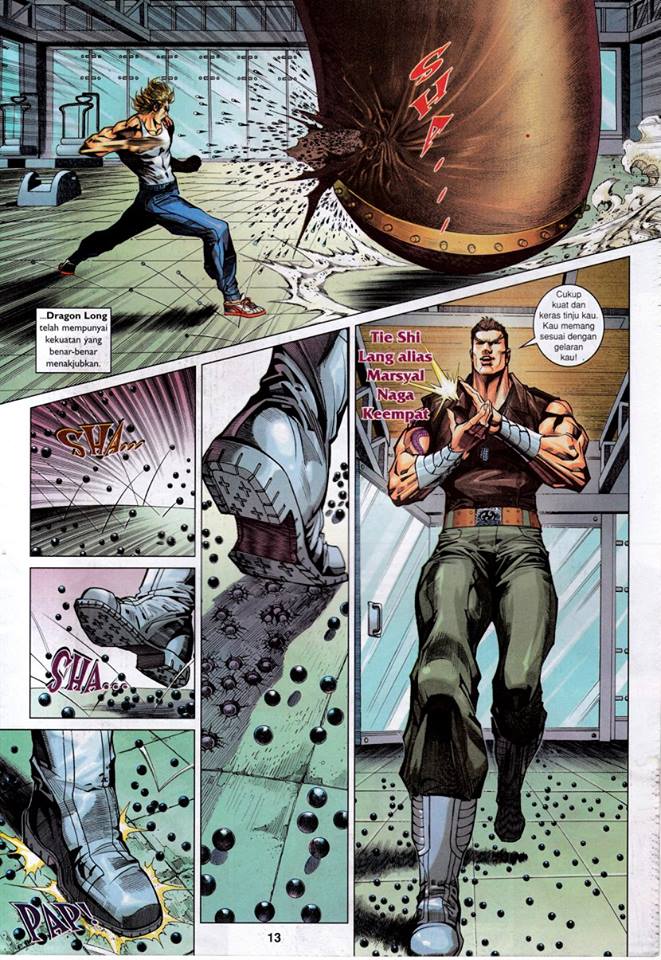 SHA....
...Dragon Long
telah mempunyai
kekuatan yang
benar-benar
menakjubkan.
Cukup
kuat dan
keras tinju kau.
Kau memang
sesuai dengan
gelaran
kau!
Tie Shi
Lang alias
Marsyal
Naga
Keempat
SHA...
SHA...
PAP!
13